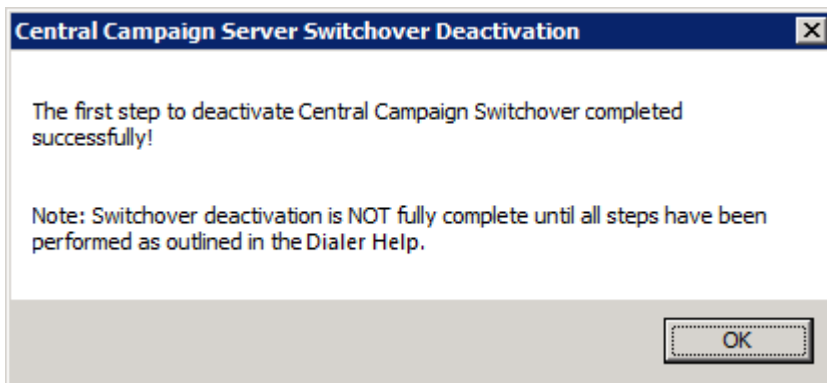 Central Campaign Server Switchover Deactivation
The first step to deactivate Central Campaign Switchover completed
successfully!
Note: Switchover deactivation is NOT fully complete until all steps have been
performed as outlined in the Dialer Help.
OK